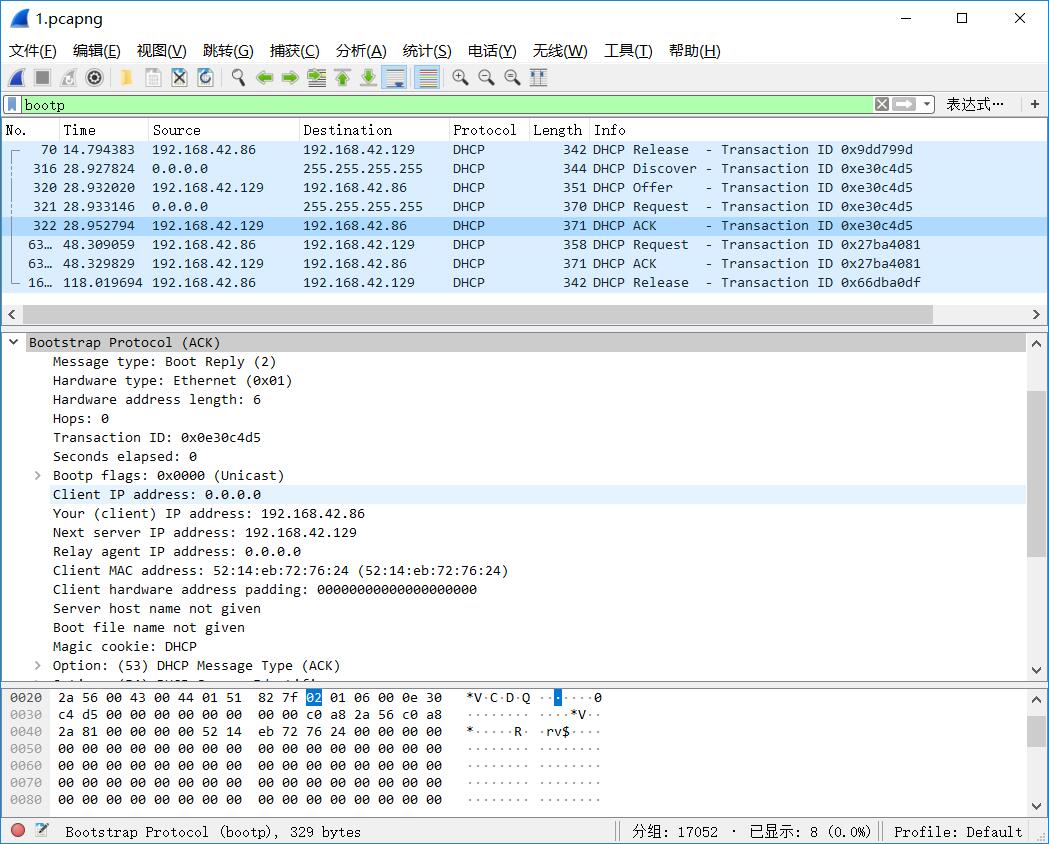 1.pcapng
文件(F) 编辑(E) 视图(V) 跳转(G) 捕获(C) 分析(A) 统计(S) 电话(Y) 无线(W) 工具(T) 帮助(H)
bootp 表达式… +
No. Time Source Destination Protocol Length Info
70 14.794383 192.168.42.86 192.168.42.129 DHCP 342 DHCP Release - Transaction ID 0x9dd799d
316 28.927824 0.0.0.0 255.255.255.255 DHCP 344 DHCP Discover - Transaction ID 0xe30c4d5
320 28.932020 192.168.42.129 192.168.42.86 DHCP 351 DHCP Offer - Transaction ID 0xe30c4d5
321 28.933146 0.0.0.0 255.255.255.255 DHCP 370 DHCP Request - Transaction ID 0xe30c4d5
322 28.952794 192.168.42.129 192.168.42.86 DHCP 371 DHCP ACK - Transaction ID 0xe30c4d5
63… 48.309059 192.168.42.86 192.168.42.129 DHCP 358 DHCP Request - Transaction ID 0x27ba4081
63… 48.329829 192.168.42.129 192.168.42.86 DHCP 371 DHCP ACK - Transaction ID 0x27ba4081
16… 118.019694 192.168.42.86 192.168.42.129 DHCP 342 DHCP Release - Transaction ID 0x66dba0df
Bootstrap Protocol (ACK)
Message type: Boot Reply (2)
Hardware type: Ethernet (0x01)
Hardware address length: 6
Hops: 0
Transaction ID: 0x0e30c4d5
Seconds elapsed: 0
Bootp flags: 0x0000 (Unicast)
Client IP address: 0.0.0.0
Your (client) IP address: 192.168.42.86
Next server IP address: 192.168.42.129
Relay agent IP address: 0.0.0.0
Client MAC address: 52:14:eb:72:76:24 (52:14:eb:72:76:24)
Client hardware address padding: 00000000000000000000
Server host name not given
Boot file name not given
Magic cookie: DHCP
Option: (53) DHCP Message Type (ACK)
0020 2a 56 00 43 00 44 01 51 82 7f 02 01 06 00 0e 30 *V·C·D·Q ·······0
0030 c4 d5 00 00 00 00 00 00 00 00 c0 a8 2a 56 c0 a8 ········ ····*V··
0040 2a 81 00 00 00 00 52 14 eb 72 76 24 00 00 00 00 *·····R· ·rv$····
0050 00 00 00 00 00 00 00 00 00 00 00 00 00 00 00 00 ········ ········
0060 00 00 00 00 00 00 00 00 00 00 00 00 00 00 00 00 ········ ········
0070 00 00 00 00 00 00 00 00 00 00 00 00 00 00 00 00 ········ ········
0080 00 00 00 00 00 00 00 00 00 00 00 00 00 00 00 00 ········ ········
Bootstrap Protocol (bootp), 329 bytes 分组: 17052 · 已显示: 8 (0.0%) Profile: Default